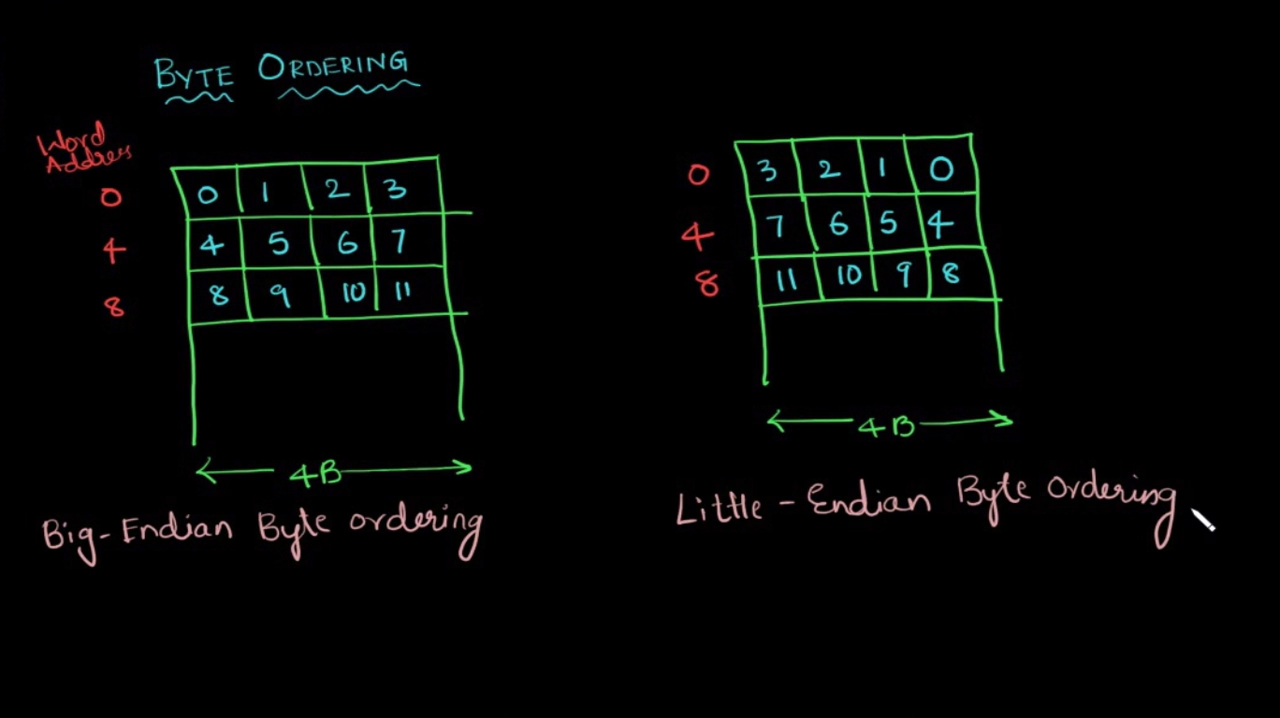 BYTE ORDERING
Word
Address
0 0 1 2 3
4 4 5 6 7
8 8 9 10 11
4B
Big-Endian Byte ordering
0 3 2 1 0
4 7 6 5 4
8 11 10 9 8
4B
Little-Endian Byte Ordering